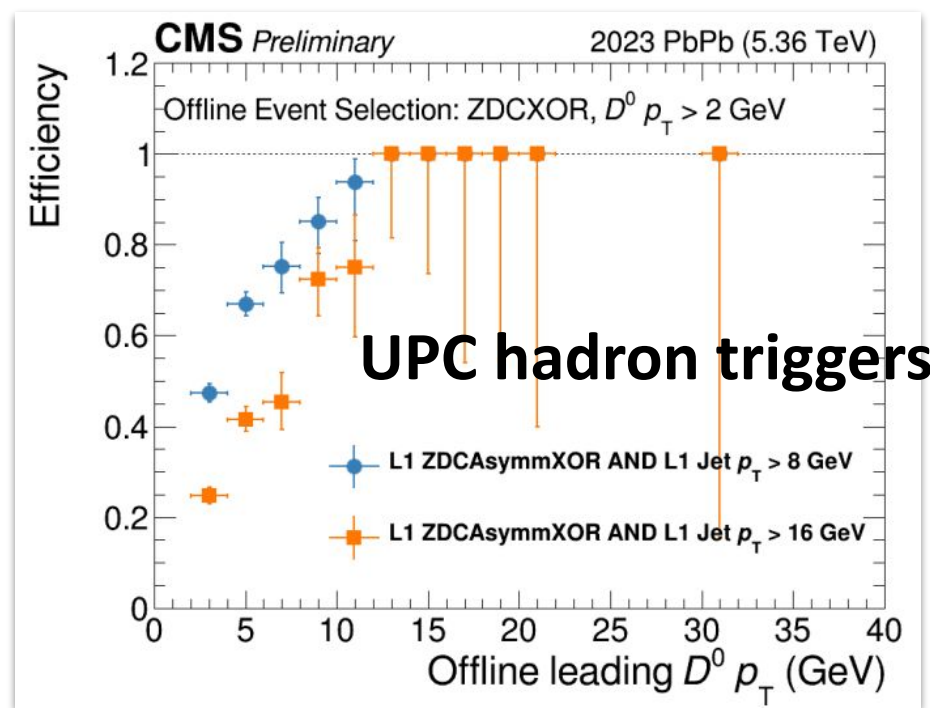 CMS Preliminary 2023 PbPb (5.36 TeV)
Efficiency
1.2
Offline Event Selection: ZDCXOR, D⁰ p_T > 2 GeV
1
0.8
0.6
UPC hadron triggers
0.4
L1 ZDCAsymmXOR AND L1 Jet p_T > 8 GeV
0.2
L1 ZDCAsymmXOR AND L1 Jet p_T > 16 GeV
0
0 5 10 15 20 25 30 35 40
Offline leading D⁰ p_T (GeV)